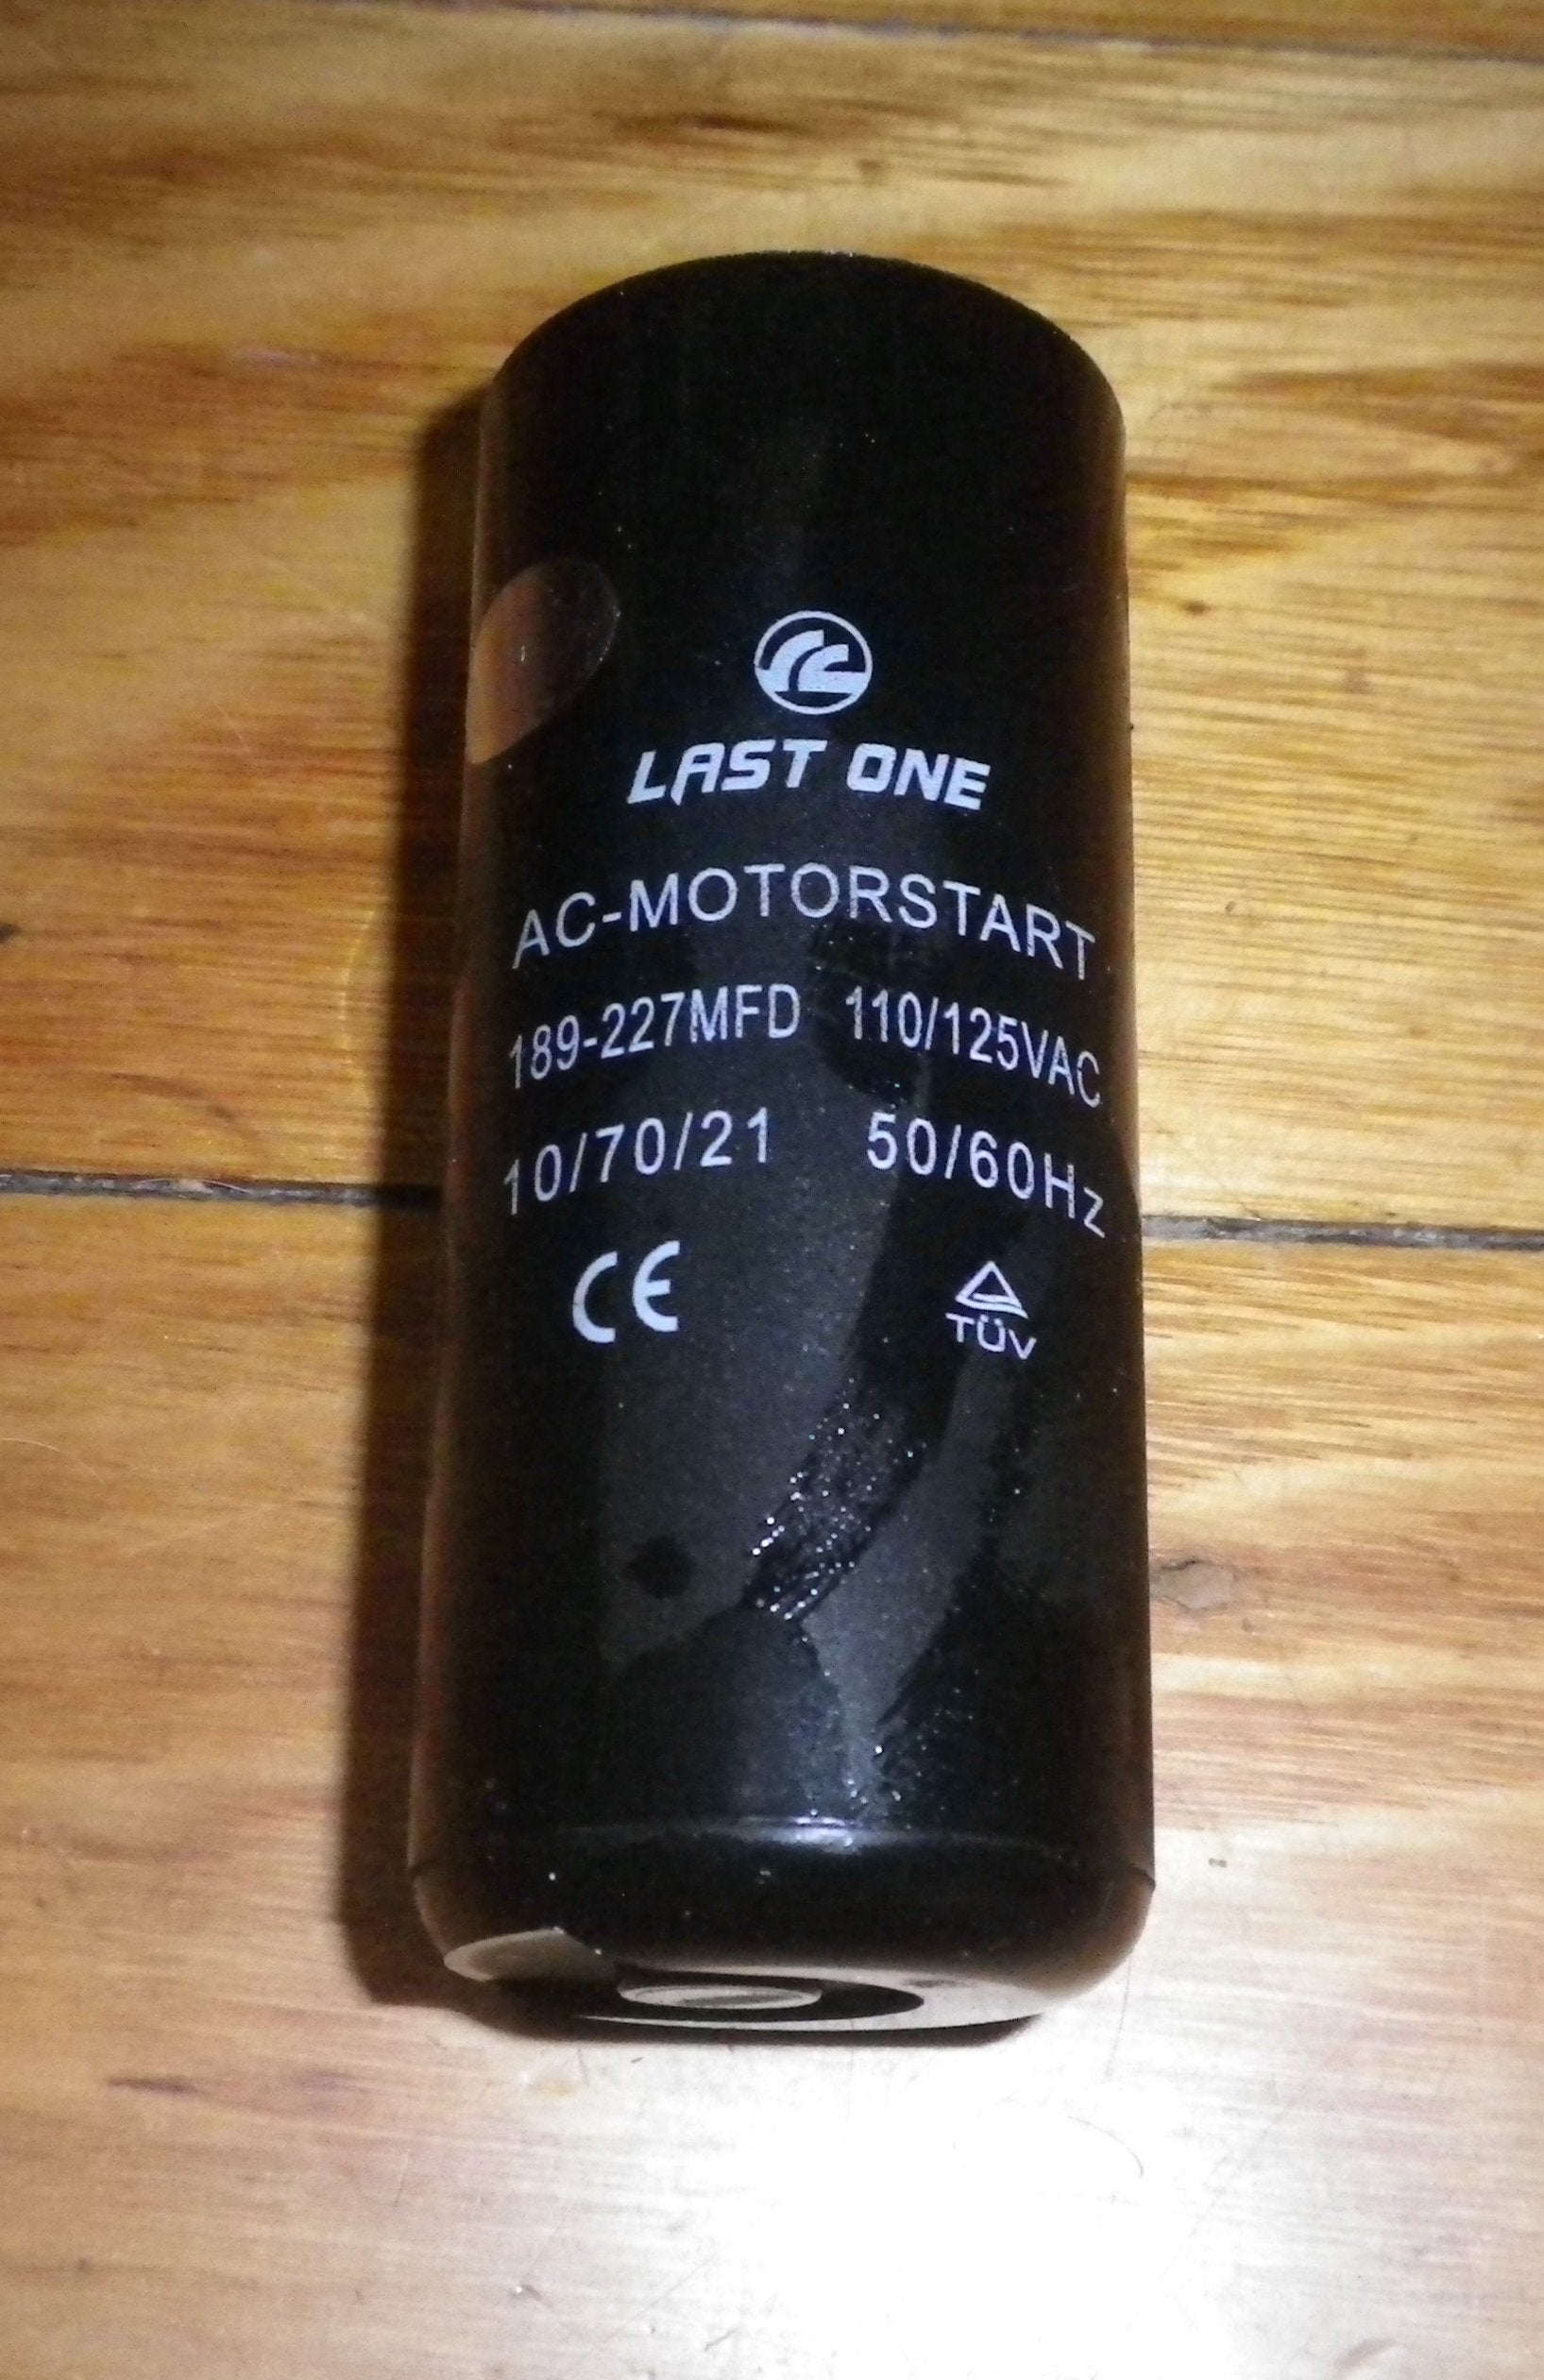 LAST ONE
AC-MOTORSTART
189-227MFD 110/125VAC
10/70/21 50/60Hz
CE TÜV